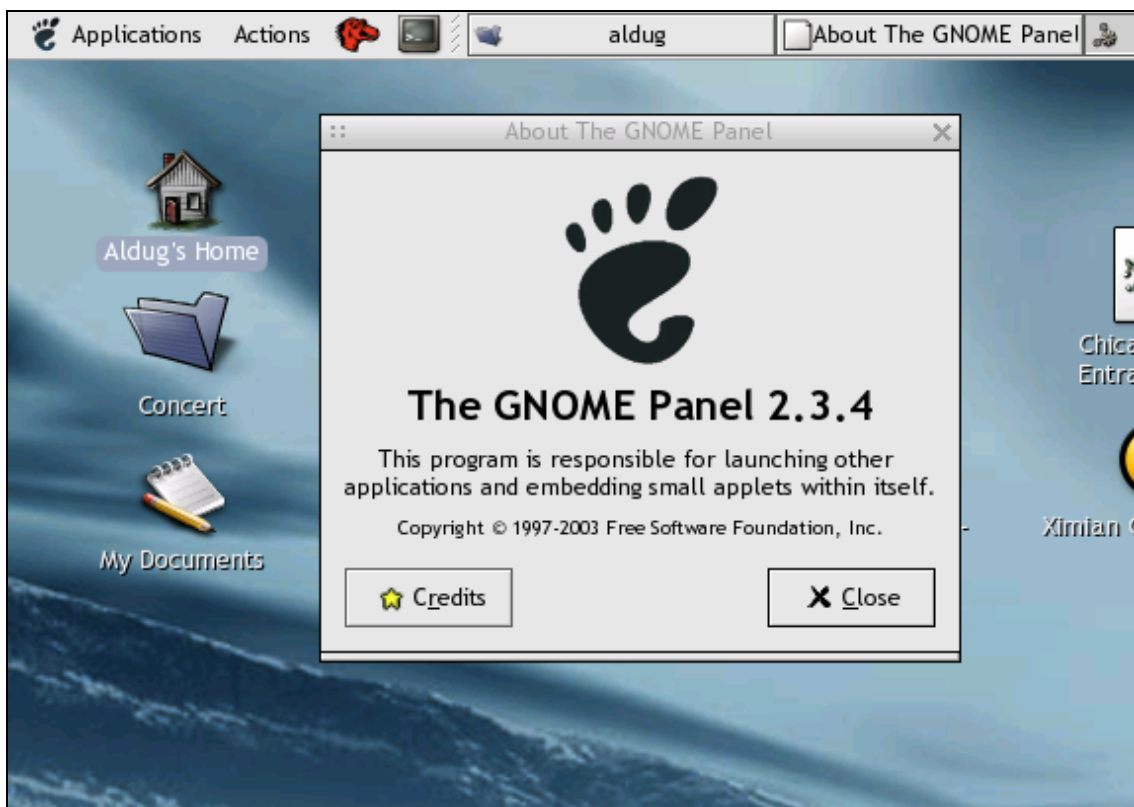 Applications Actions aldug About The GNOME Panel
About The GNOME Panel
Aldug's Home
Concert
My Documents
The GNOME Panel 2.3.4
This program is responsible for launching other
applications and embedding small applets within itself.
Copyright © 1997-2003 Free Software Foundation, Inc.
Credits Close
Ximian